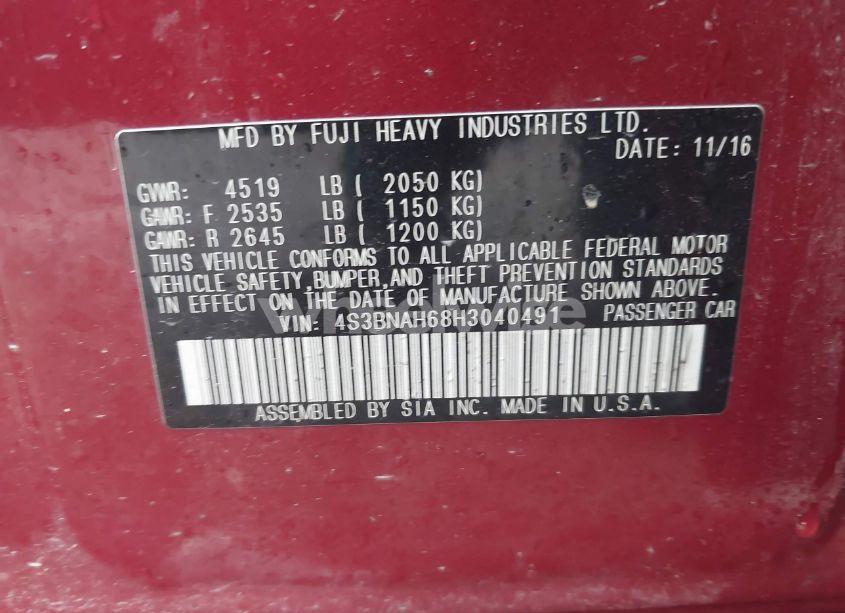 MFD BY FUJI HEAVY INDUSTRIES LTD.
DATE: 11/16
GVWR: 4519 LB ( 2050 KG)
GAWR: F 2535 LB ( 1150 KG)
GAWR: R 2645 LB ( 1200 KG)
THIS VEHICLE CONFORMS TO ALL APPLICABLE FEDERAL MOTOR
VEHICLE SAFETY,BUMPER,AND THEFT PREVENTION STANDARDS
IN EFFECT ON THE DATE OF MANUFACTURE SHOWN ABOVE.
VIN: 4S3BNAH68H3040491 PASSENGER CAR
ASSEMBLED BY SIA INC. MADE IN U.S.A.